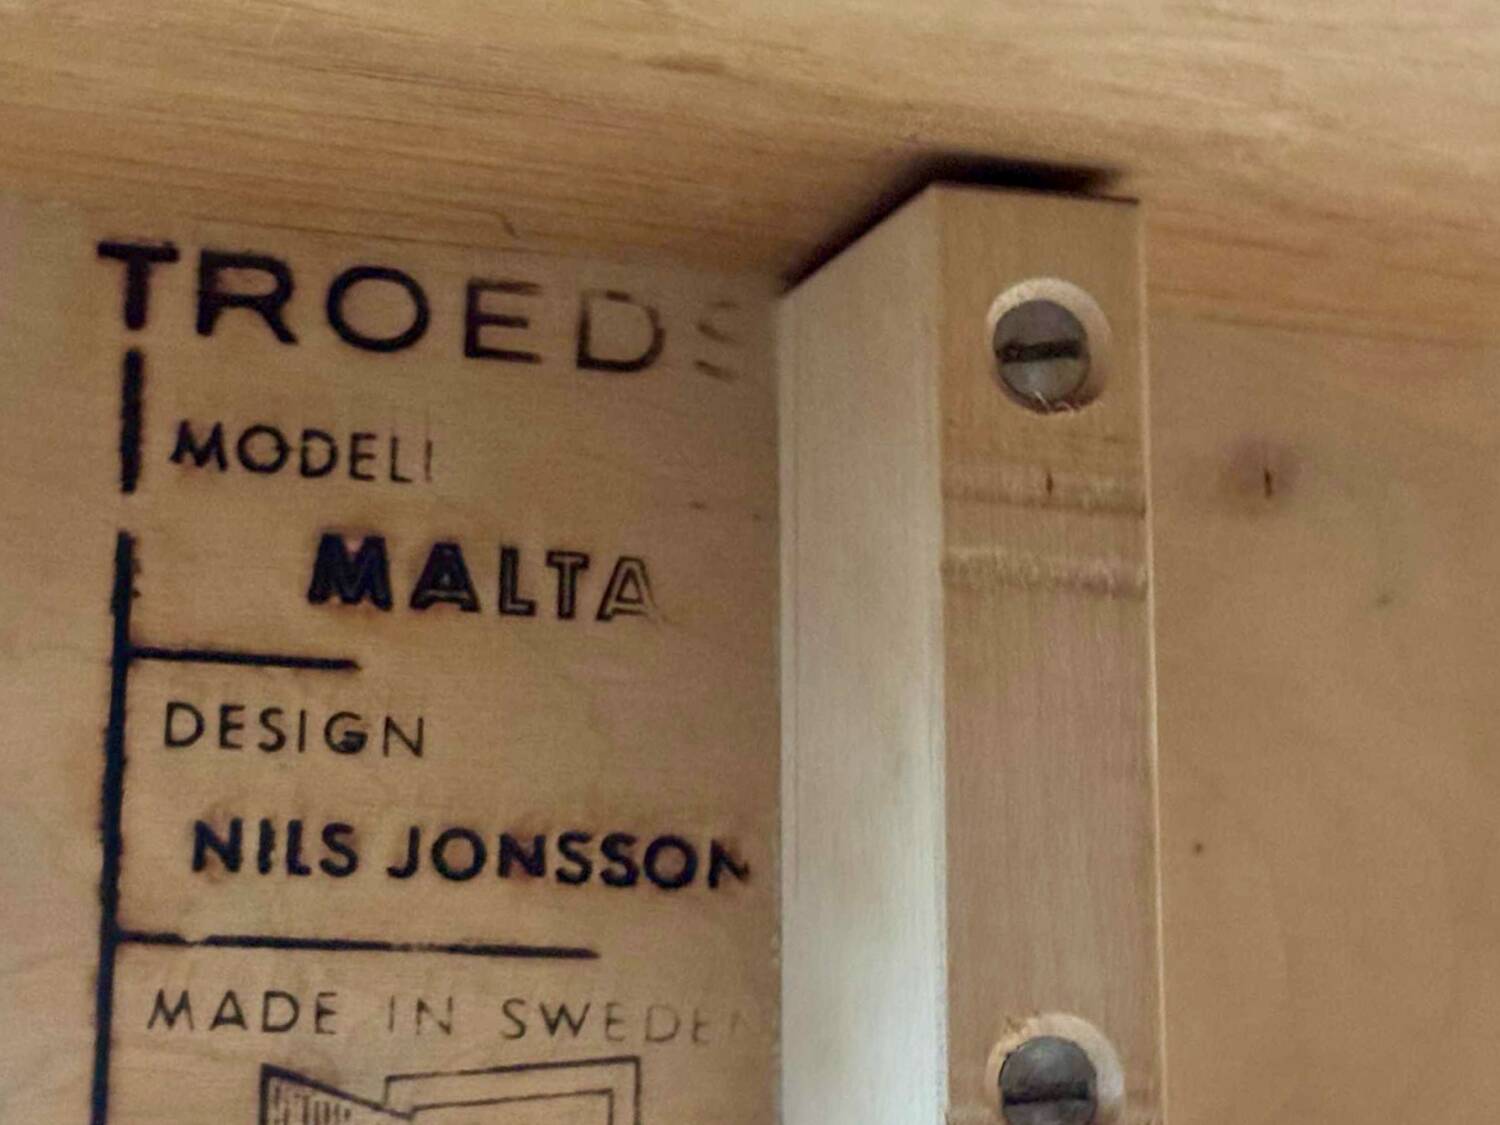 TROEDS
MODELL
MALTA
DESIGN
NILS JONSSON
MADE IN SWEDEN